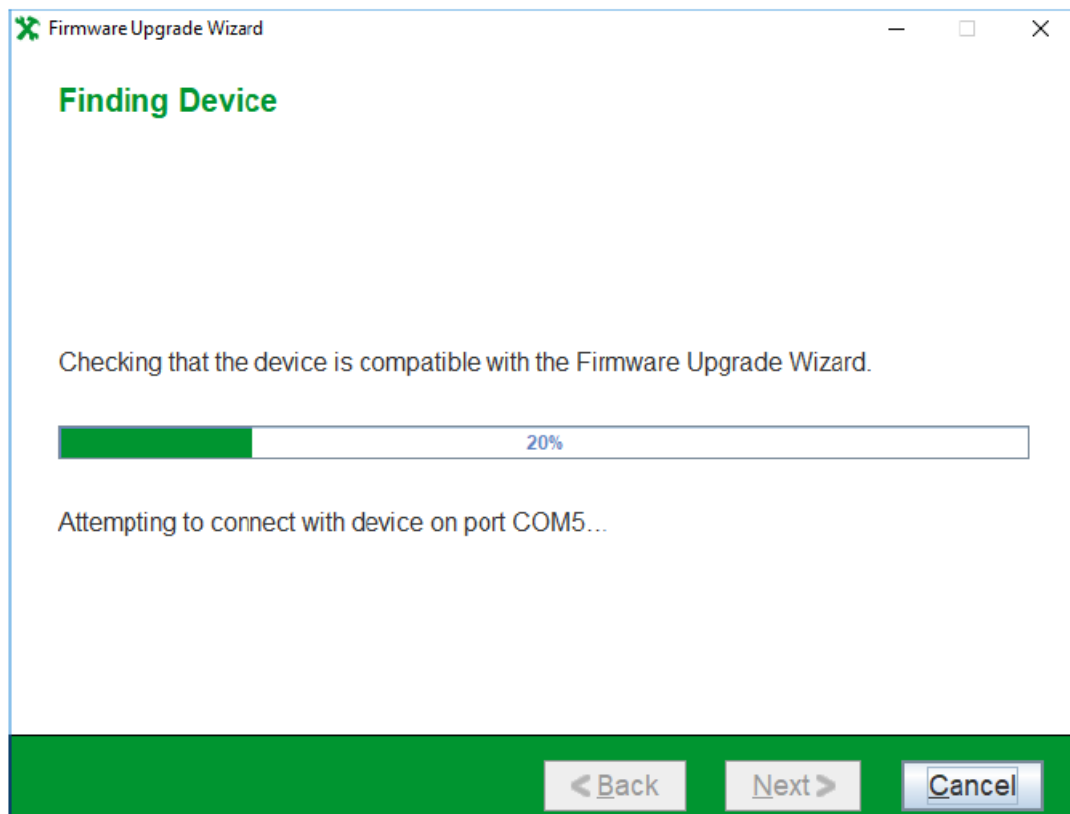 Firmware Upgrade Wizard
Finding Device
Checking that the device is compatible with the Firmware Upgrade Wizard.
20%
Attempting to connect with device on port COM5...
< Back Next > Cancel